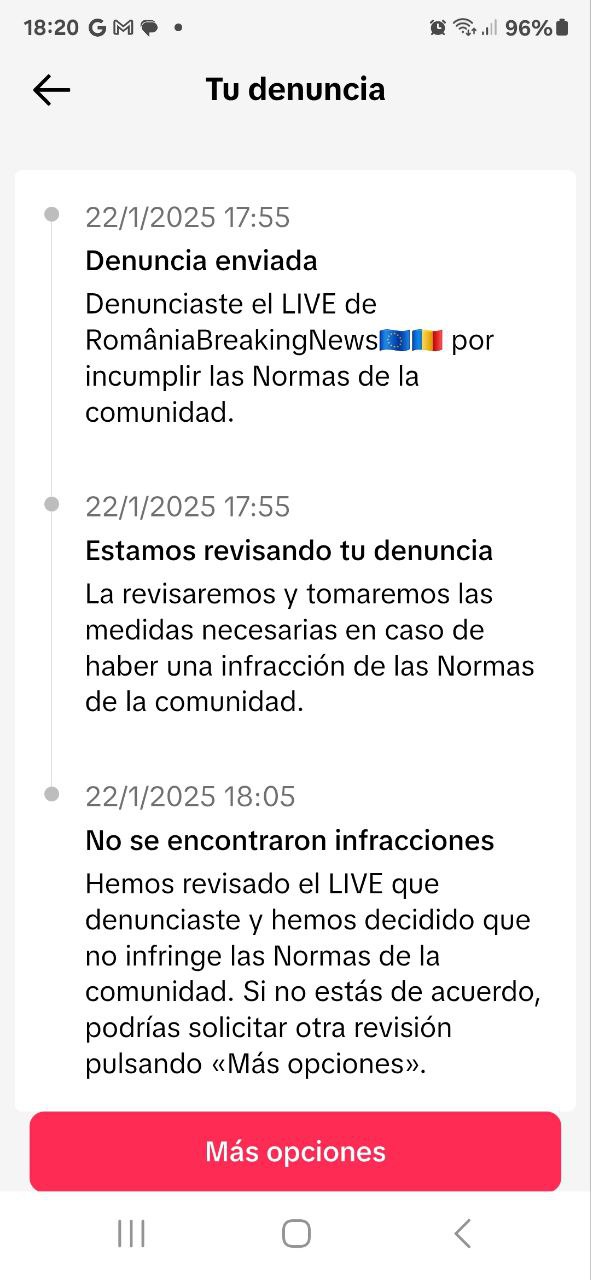 18:20
96%
Tu denuncia
22/1/2025 17:55
Denuncia enviada
Denunciaste el LIVE de
RomâniaBreakingNews🇪🇺🇷🇴 por
incumplir las Normas de la
comunidad.
22/1/2025 17:55
Estamos revisando tu denuncia
La revisaremos y tomaremos las
medidas necesarias en caso de
haber una infracción de las Normas
de la comunidad.
22/1/2025 18:05
No se encontraron infracciones
Hemos revisado el LIVE que
denunciaste y hemos decidido que
no infringe las Normas de la
comunidad. Si no estás de acuerdo,
podrías solicitar otra revisión
pulsando «Más opciones».
Más opciones